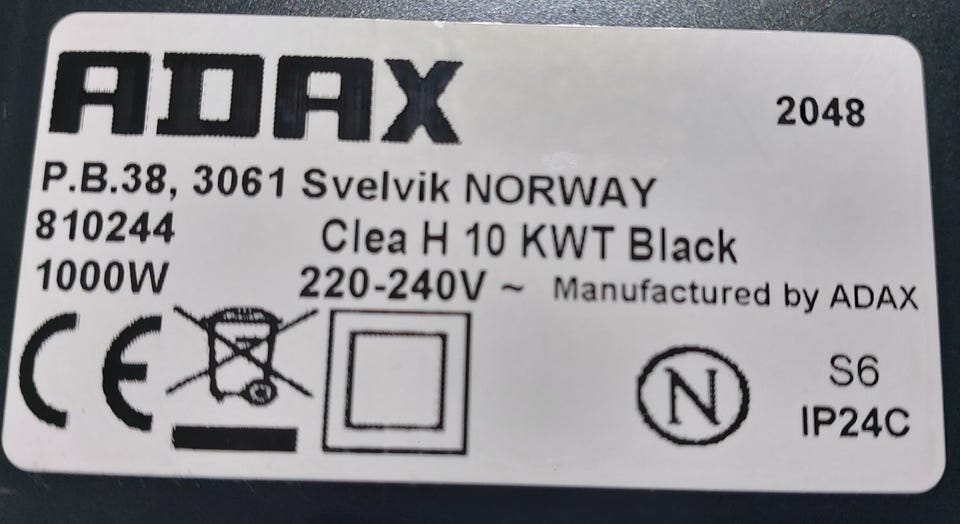 ADAX
2048
P.B.38, 3061 Svelvik NORWAY
810244 Clea H 10 KWT Black
1000W 220-240V ~ Manufactured by ADAX
CE
N
S6
IP24C